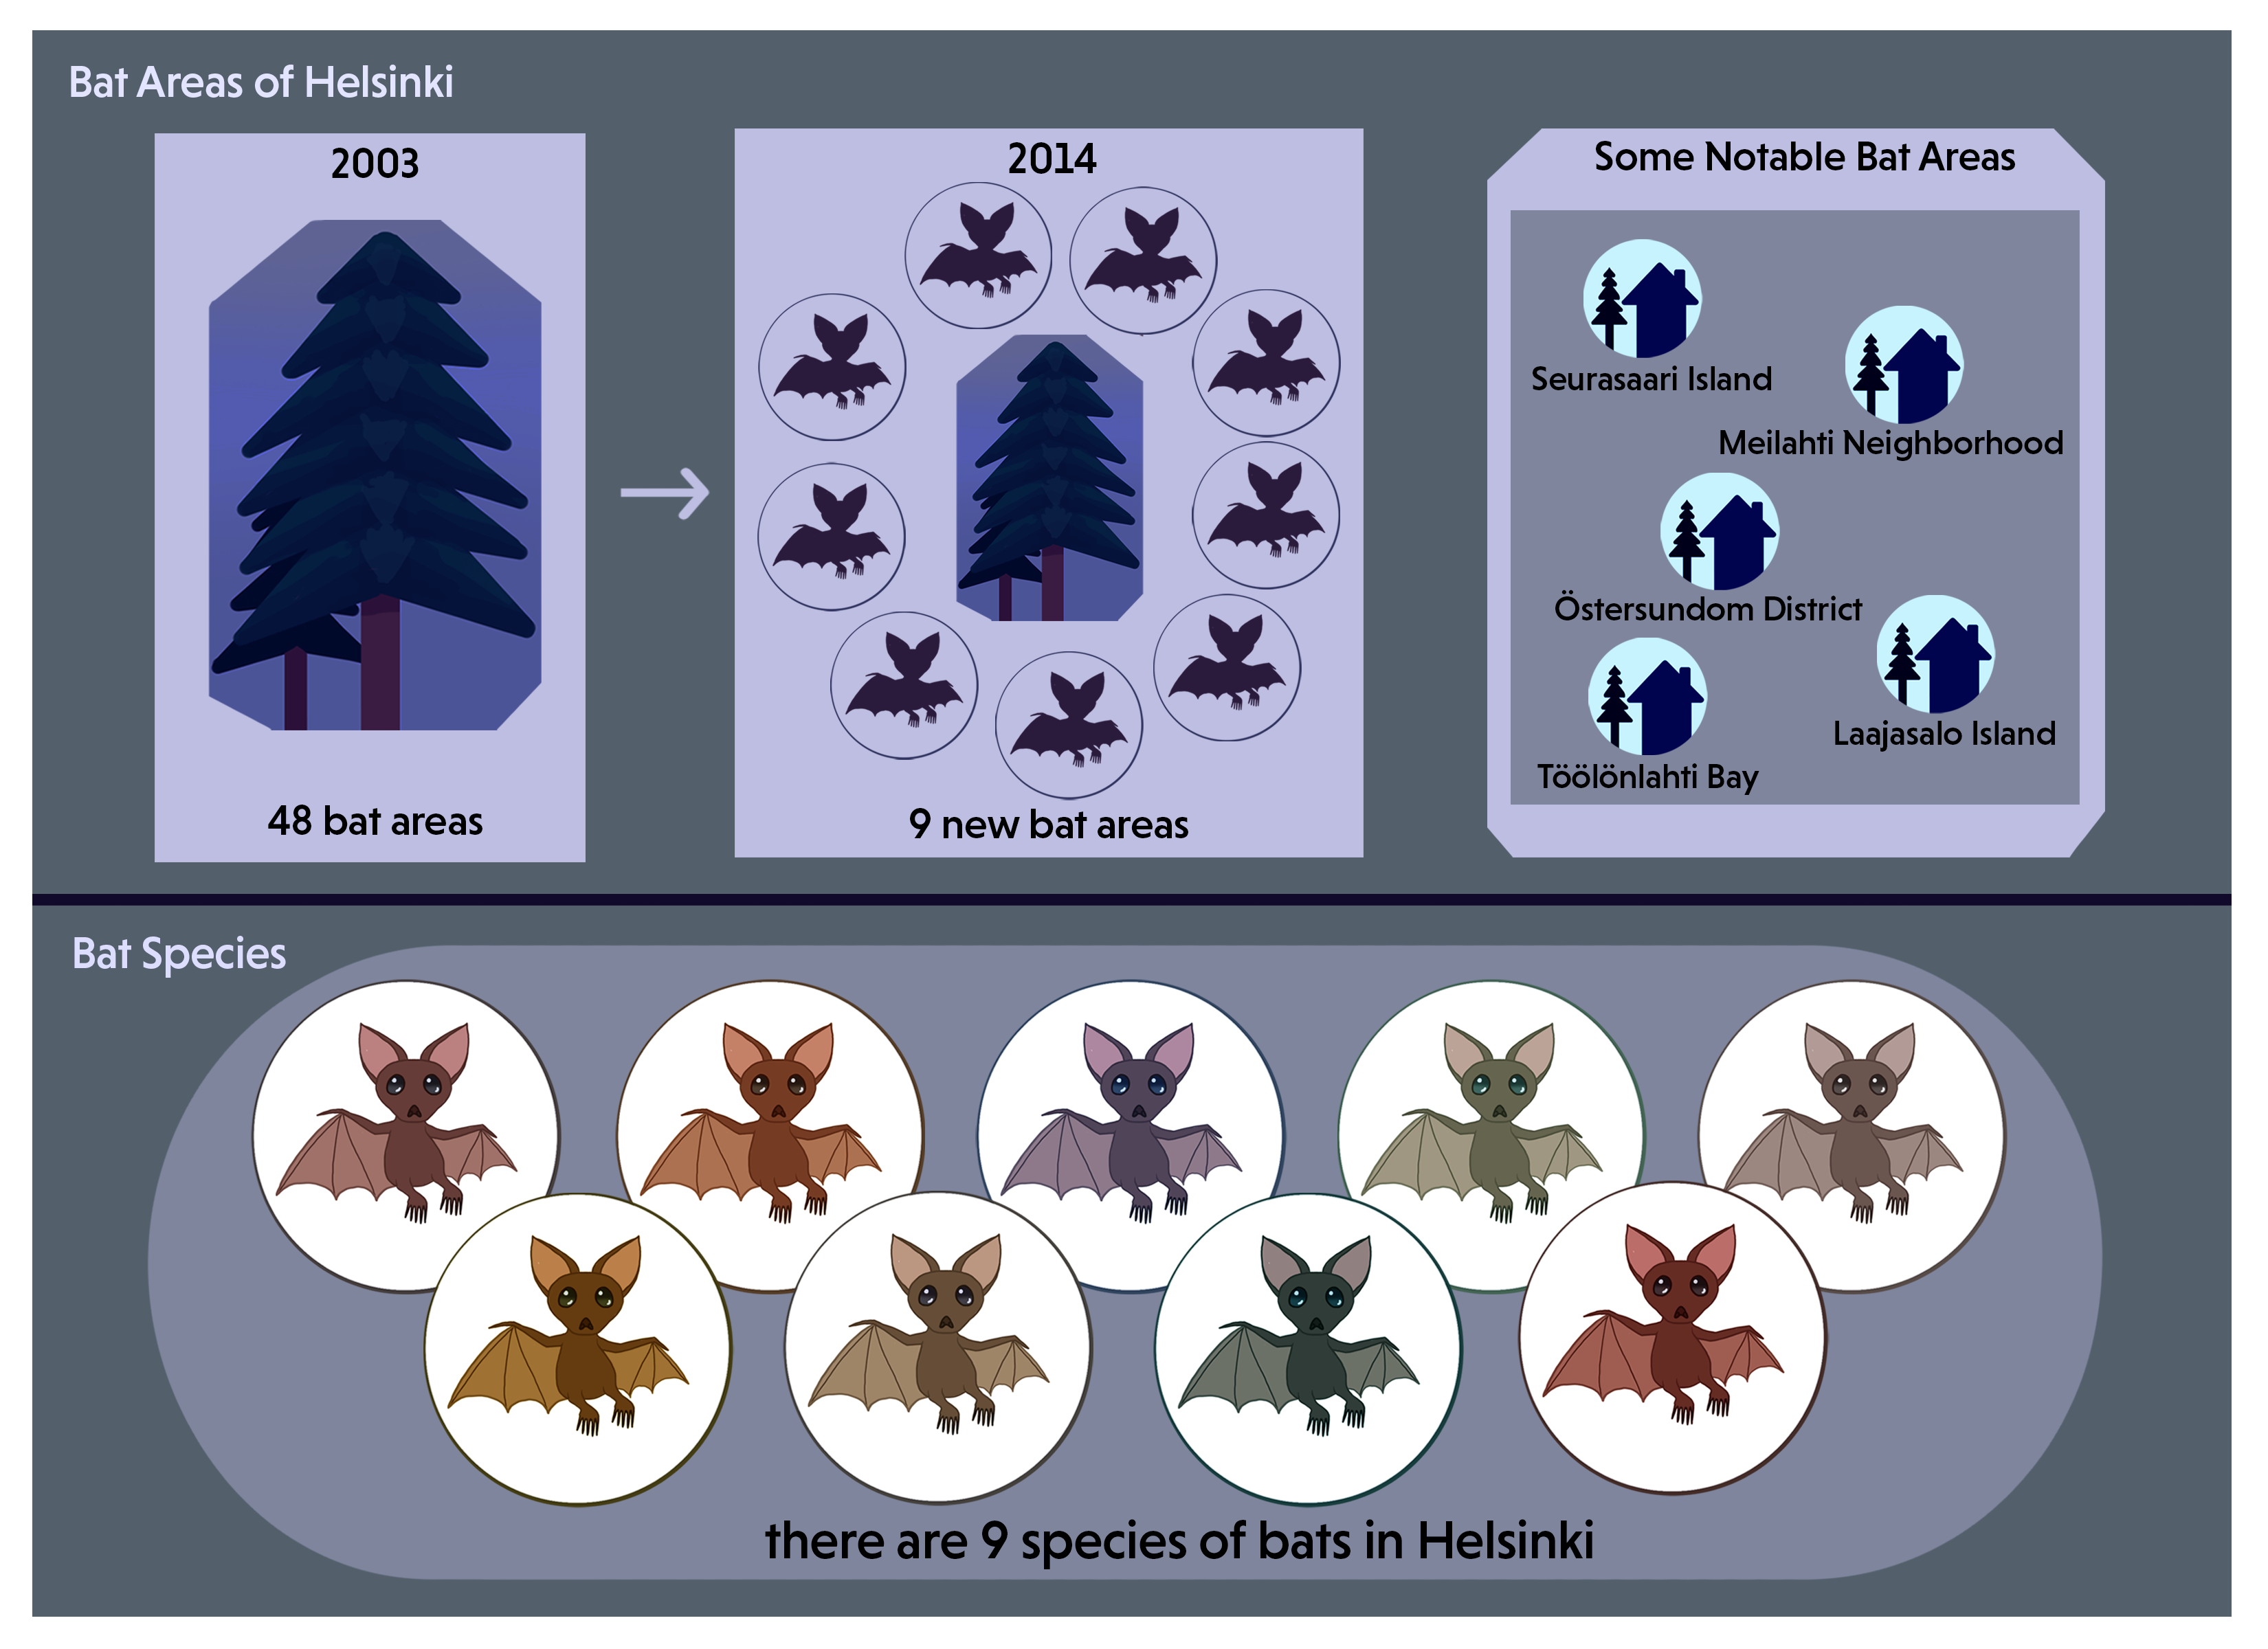 Bat Areas of Helsinki
2003
48 bat areas
2014
9 new bat areas
Some Notable Bat Areas
Seurasaari Island
Meilahti Neighborhood
Östersundom District
Laajasalo Island
Töölönlahti Bay
Bat Species
there are 9 species of bats in Helsinki